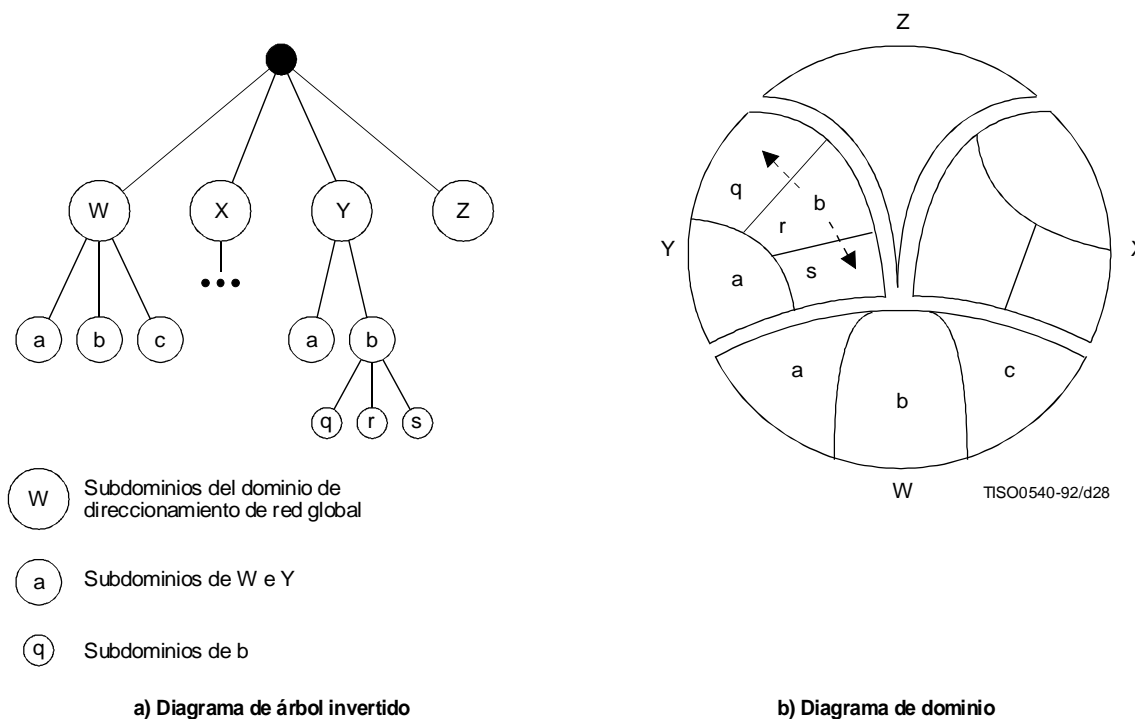 W
X
Y
Z
•••
a
b
c
a
b
q
r
s
W
Subdominios del dominio de
direccionamiento de red global
a
Subdominios de W e Y
q
Subdominios de b
a) Diagrama de árbol invertido
Z
q
b
r
Y
X
a
s
a
b
c
W
TISO0540-92/d28
b) Diagrama de dominio